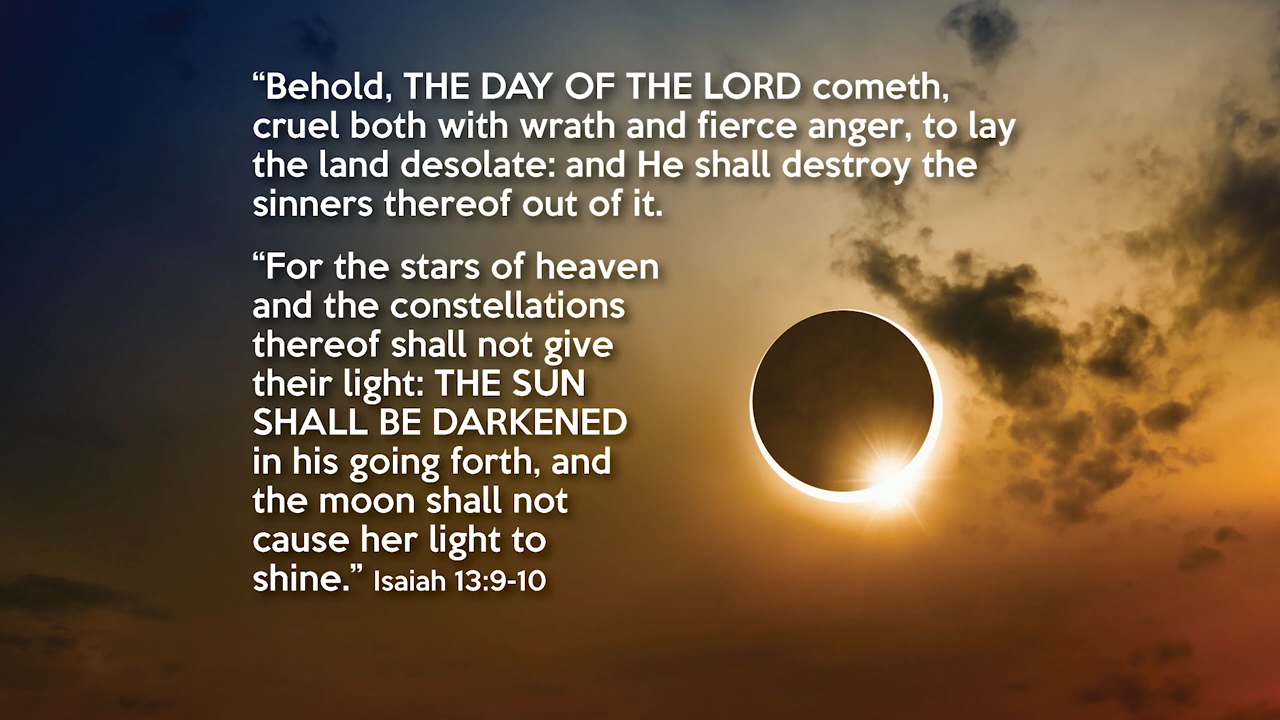 “Behold, THE DAY OF THE LORD cometh,
cruel both with wrath and fierce anger, to lay
the land desolate: and He shall destroy the
sinners thereof out of it.
“For the stars of heaven
and the constellations
thereof shall not give
their light: THE SUN
SHALL BE DARKENED
in his going forth, and
the moon shall not
cause her light to
shine.” Isaiah 13:9-10